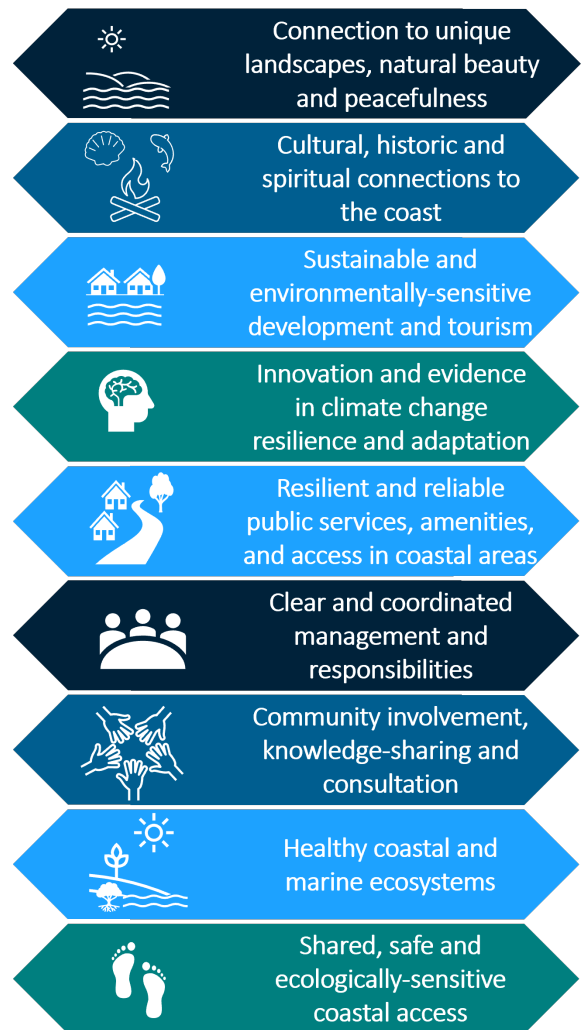 Connection to unique
landscapes, natural beauty
and peacefulness
Cultural, historic and
spiritual connections to
the coast
Sustainable and
environmentally-sensitive
development and tourism
Innovation and evidence
in climate change
resilience and adaptation
Resilient and reliable
public services, amenities,
and access in coastal areas
Clear and coordinated
management and
responsibilities
Community involvement,
knowledge-sharing and
consultation
Healthy coastal and
marine ecosystems
Shared, safe and
ecologically-sensitive
coastal access